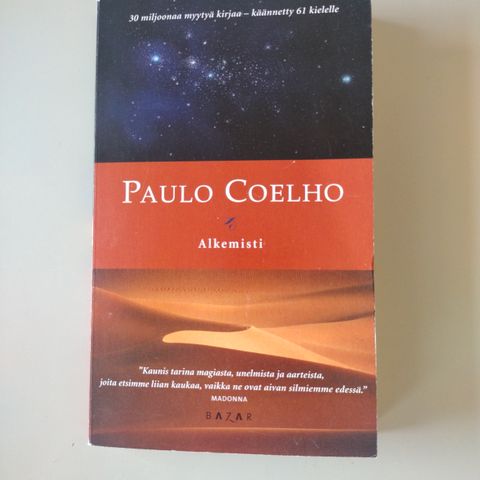 30 miljoonaa myytyä kirjaa – käännetty 61 kielelle
PAULO COELHO
Alkemisti
"Kaunis tarina magiasta, unelmista ja aarteista,
joita etsimme liian kaukaa, vaikka ne ovat aivan silmiemme edessä."
MADONNA
BAZAR